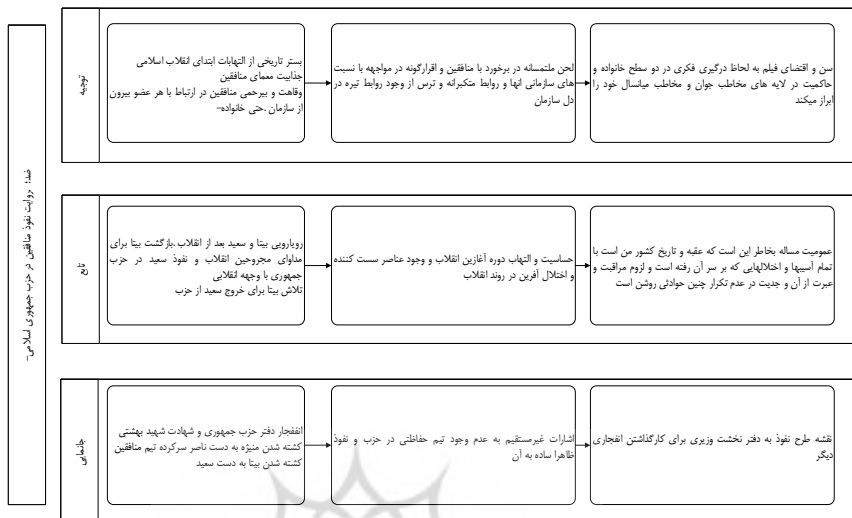 ضد؛ روایت نفوذ منافقین در حزب جمهوری اسلامی-
توجیه
بستر تاریخی از التهابات ابتدای انقلاب اسلامی
جذابیت معمای منافقین
وقاهت و بیرحمی منافقین در ارتباط با هر عضو بیرون
از سازمان ،حتی خانواده-
لحن ملتمسانه در برخورد با منافقین و اقرارگونه در مواجهه با نسبت
های سازمانی آنها و روابط متکبرانه و ترس از وجود روابط تیره در
دل سازمان
سن و اقتضای فیلم به لحاظ درگیری فکری در دو سطح خانواده و
حاکمیت در لایه های مخاطب جوان و مخاطب میانسال خود را
ابراز میکند
تابع
رویارویی بیتا و سعید بعد از انقلاب ،بازگشت بیتا برای
مداوای مجروحین انقلاب و نفوذ سعید در حزب
جمهوری با وجهه انقلابی
تلاش بیتا برای خروج سعید از حزب
حساسیت و التهاب دوره آغازین انقلاب و وجود عناصر سست کننده
و اختلال آفرین در روند انقلاب
عمومیت مساله بخاطر این است که عقبه و تاریخ کشور من است با
تمام آسیبها و اختلالهایی که بر سر آن رفته است و لزوم مراقبت و
عبرت از آن و جدیت در عدم تکرار چنین حوادثی روشن است
جانمایی
انفجار دفتر حزب جمهوری و شهادت شهید بهشتی
کشته شدن منیژه به دست ناصر سرکرده تیم منافقین
کشته شدن بیتا به دست سعید
اشارات غیرمستقیم به عدم وجود تیم حفاظتی در حزب و نفوذ
ظاهرا ساده به آن
نقشه طرح نفوذ به دفتر نخشت وزیری برای کارگذاشتن انفجاری
دیگر